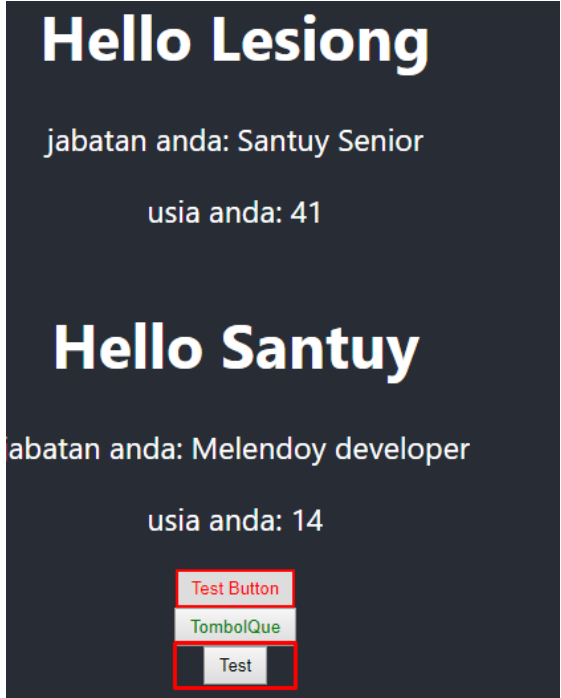 Hello Lesiong
jabatan anda: Santuy Senior
usia anda: 41
Hello Santuy
jabatan anda: Melendoy developer
usia anda: 14
Test Button
TombolQue
Test